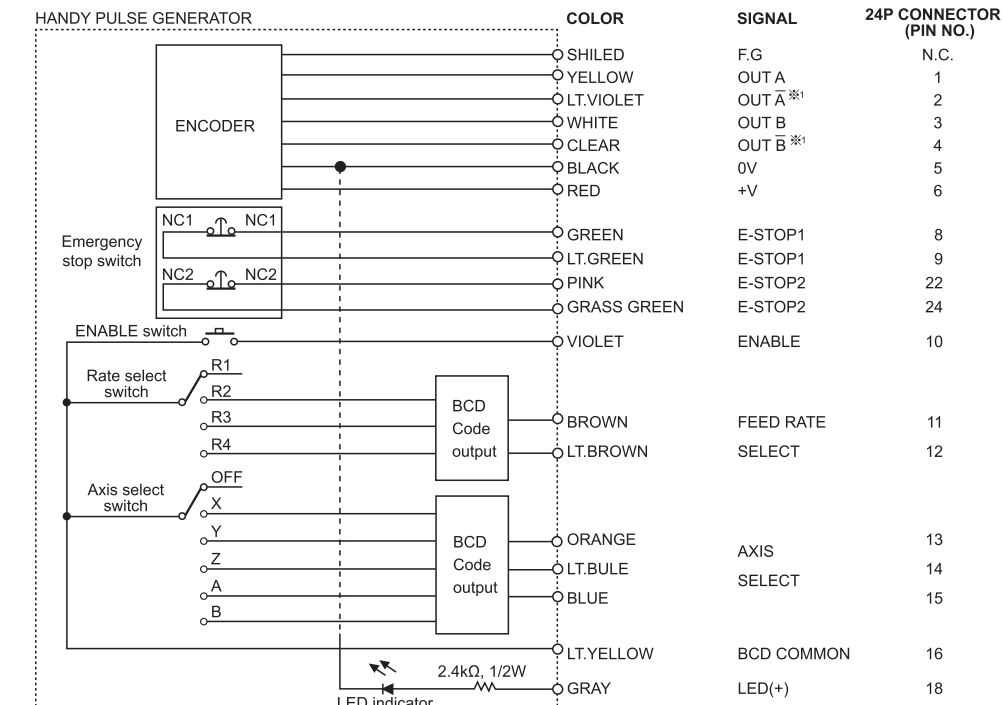 HANDY PULSE GENERATOR COLOR SIGNAL 24P CONNECTOR
(PIN NO.)
SHILED F.G N.C.
YELLOW OUT A 1
LT.VIOLET OUT A̅ ※1 2
ENCODER WHITE OUT B 3
CLEAR OUT B̅ ※1 4
BLACK 0V 5
RED +V 6
NC1 NC1
Emergency
stop switch
GREEN E-STOP1 8
LT.GREEN E-STOP1 9
NC2 NC2 PINK E-STOP2 22
GRASS GREEN E-STOP2 24
ENABLE switch VIOLET ENABLE 10
Rate select
switch
R1
R2
R3
R4
BCD
Code
output
BROWN FEED RATE 11
LT.BROWN SELECT 12
Axis select
switch
OFF
X
Y
Z
A
B
BCD
Code
output
ORANGE 13
AXIS
LT.BULE 14
SELECT
BLUE 15
LT.YELLOW BCD COMMON 16
2.4kΩ, 1/2W
GRAY LED(+) 18
LED indicator